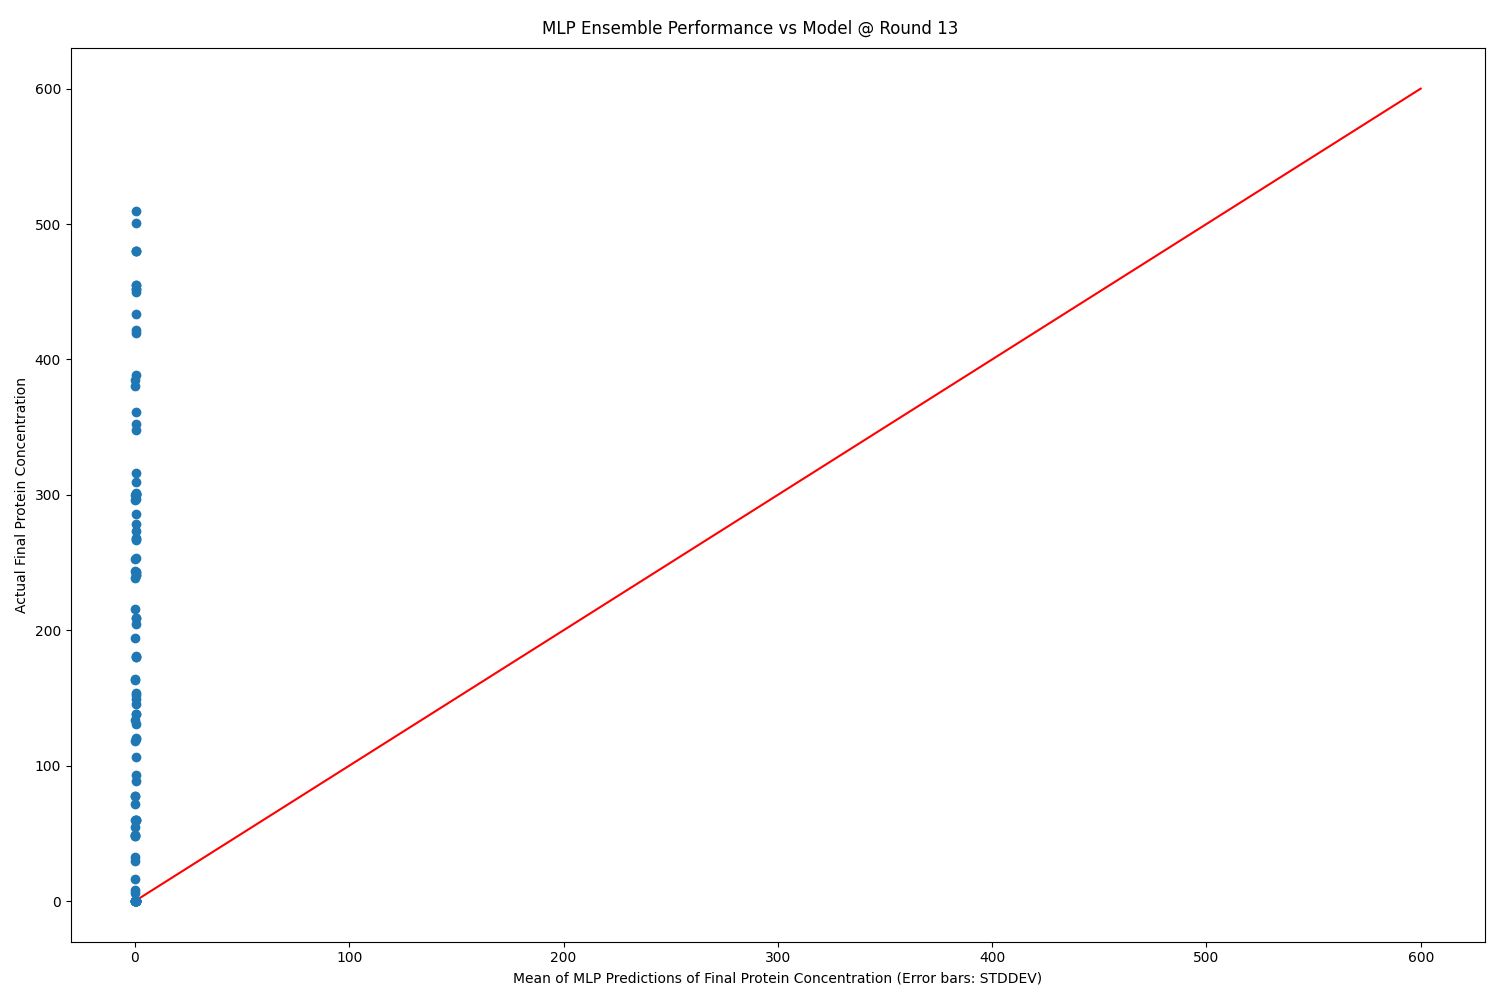 MLP Ensemble Performance vs Model @ Round 13
600
500
400
300
200
100
0
Actual Final Protein Concentration
0 100 200 300 400 500 600
Mean of MLP Predictions of Final Protein Concentration (Error bars: STDDEV)